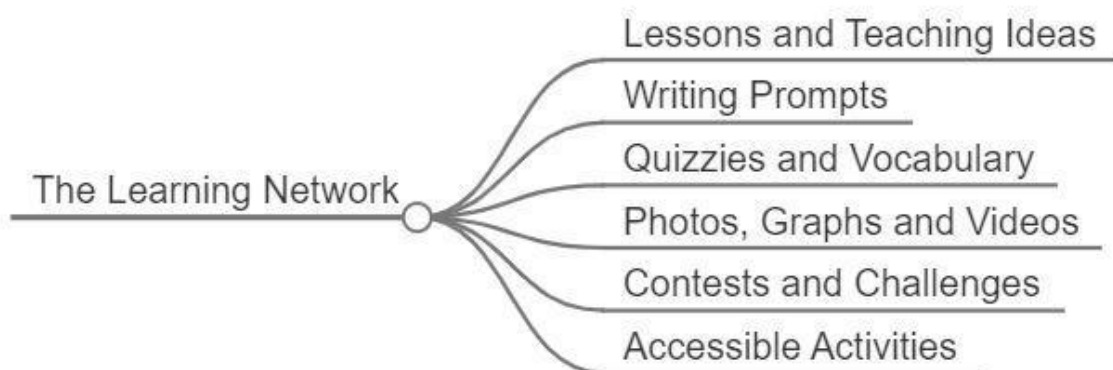 Lessons and Teaching Ideas
Writing Prompts
Quizzies and Vocabulary
The Learning Network
Photos, Graphs and Videos
Contests and Challenges
Accessible Activities